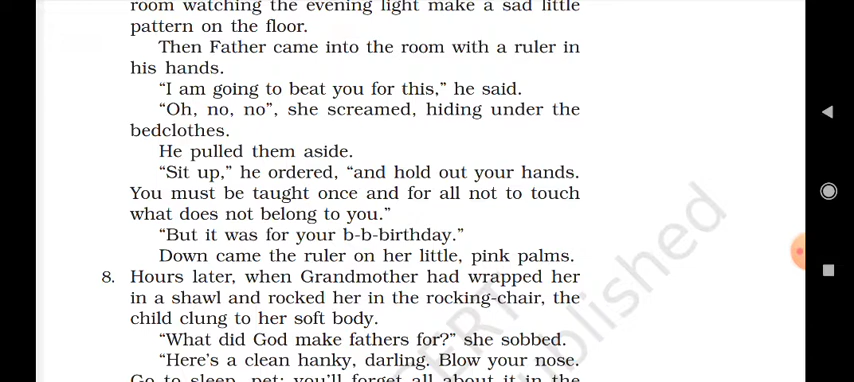 room watching the evening light make a sad little
pattern on the floor.
Then Father came into the room with a ruler in
his hands.
“I am going to beat you for this,” he said.
“Oh, no, no”, she screamed, hiding under the
bedclothes.
He pulled them aside.
“Sit up,” he ordered, “and hold out your hands.
You must be taught once and for all not to touch
what does not belong to you.”
“But it was for your b-b-birthday.”
Down came the ruler on her little, pink palms.
8. Hours later, when Grandmother had wrapped her
in a shawl and rocked her in the rocking-chair, the
child clung to her soft body.
“What did God make fathers for?” she sobbed.
“Here’s a clean hanky, darling. Blow your nose.
Go to sleep, pet; you’ll forget all about it in the